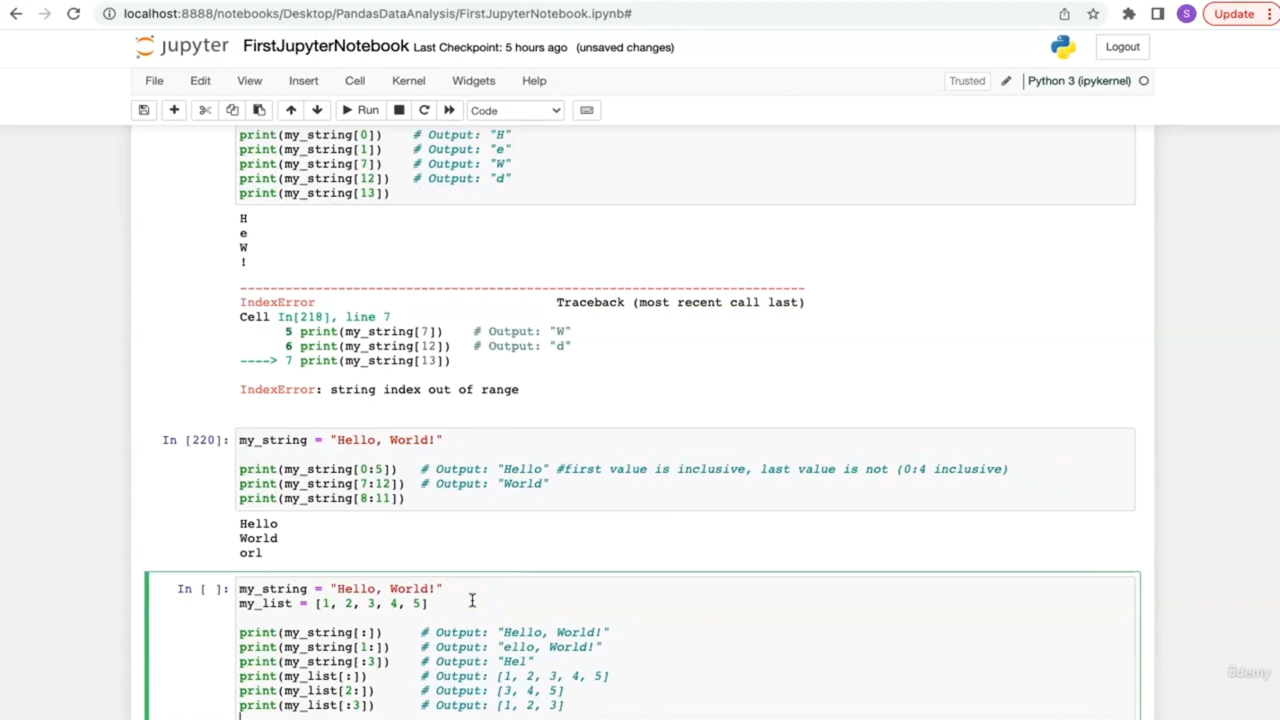 localhost:8888/notebooks/Desktop/PandasDataAnalysis/FirstJupyterNotebook.ipynb#
S
Update
jupyter FirstJupyterNotebook Last Checkpoint: 5 hours ago (unsaved changes)
Logout
File Edit View Insert Cell Kernel Widgets Help
Trusted Python 3 (ipykernel)
Run Code
print(my_string[0]) # Output: "H"
print(my_string[1]) # Output: "e"
print(my_string[7]) # Output: "W"
print(my_string[12]) # Output: "d"
print(my_string[13])
H
e
W
!
---------------------------------------------------------------------------
IndexError Traceback (most recent call last)
Cell In[218], line 7
5 print(my_string[7]) # Output: "W"
6 print(my_string[12]) # Output: "d"
----> 7 print(my_string[13])
IndexError: string index out of range
In [220]: my_string = "Hello, World!"
print(my_string[0:5]) # Output: "Hello" #first value is inclusive, last value is not (0:4 inclusive)
print(my_string[7:12]) # Output: "World"
print(my_string[8:11])
Hello
World
orl
In [ ]: my_string = "Hello, World!"
my_list = [1, 2, 3, 4, 5]
print(my_string[:]) # Output: "Hello, World!"
print(my_string[1:]) # Output: "ello, World!"
print(my_string[:3]) # Output: "Hel"
print(my_list[:]) # Output: [1, 2, 3, 4, 5]
print(my_list[2:]) # Output: [3, 4, 5]
print(my_list[:3]) # Output: [1, 2, 3]
ûdemy